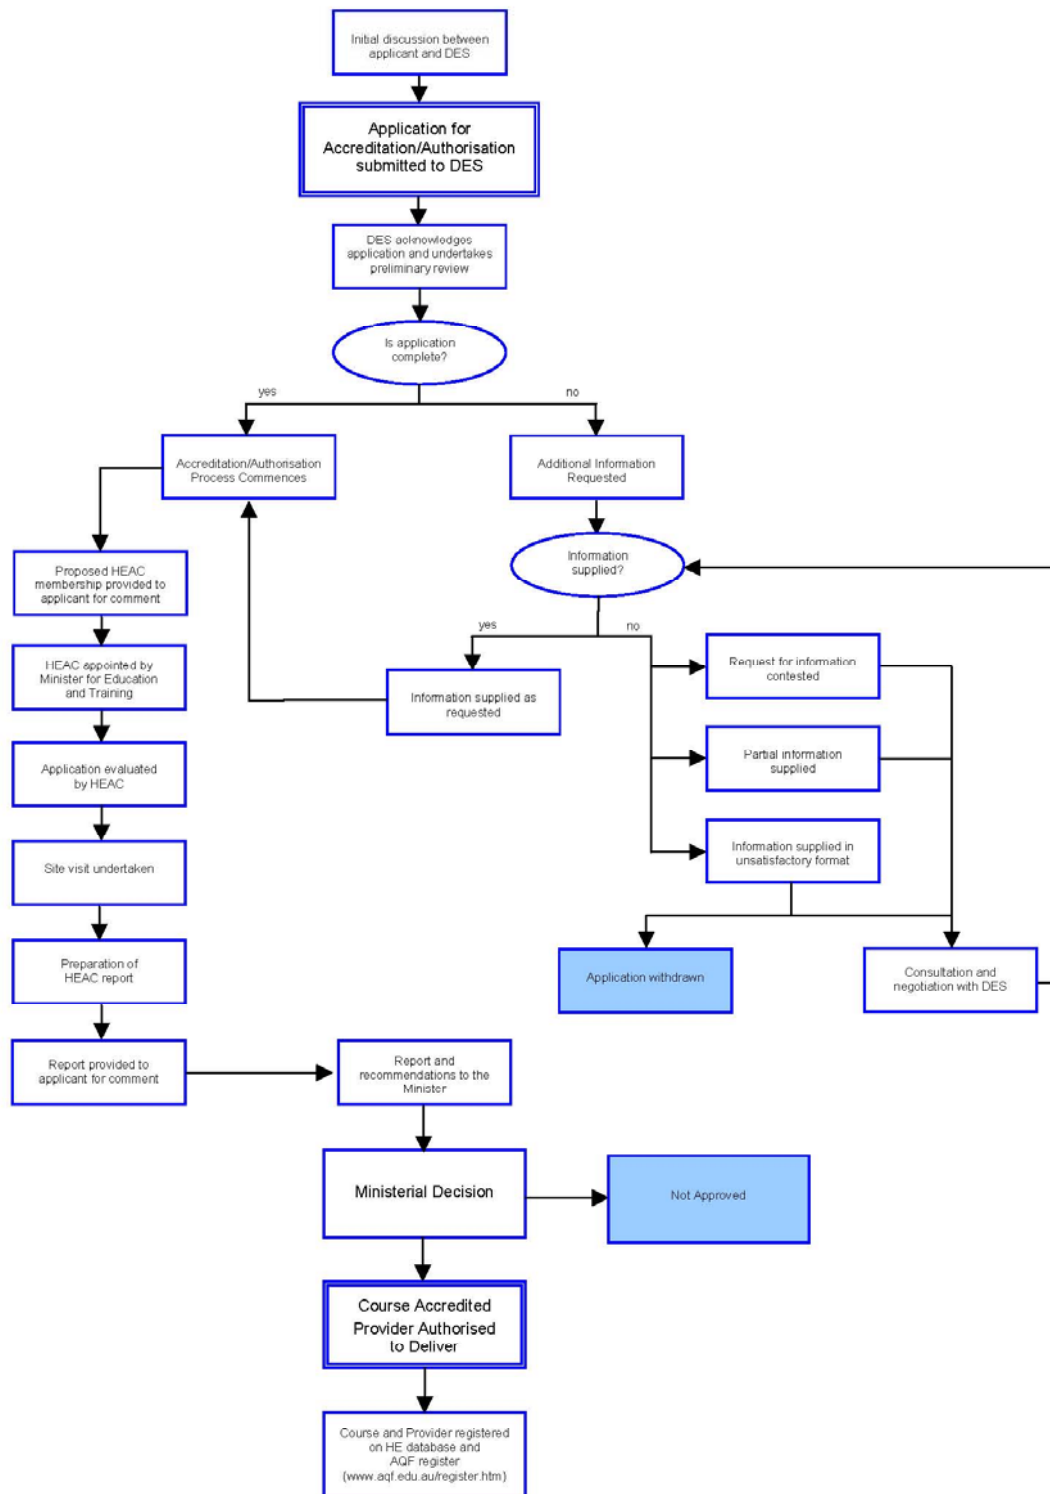 Initial discussion between
applicant and DES
Application for
Accreditation/Authorisation
submitted to DES
DES acknowledges
application and undertakes
preliminary review
Is application
complete?
yes
no
Accreditation/Authorisation
Process Commences
Additional Information
Requested
Proposed HEAC
membership provided to
applicant for comment
Information
supplied?
yes
no
HEAC appointed by
Minister for Education
and Training
Information supplied as
requested
Request for information
contested
Application evaluated
by HEAC
Partial information
supplied
Site visit undertaken
Information supplied in
unsatisfactory format
Preparation of
HEAC report
Application withdrawn
Consultation and
negotiation with DES
Report provided to
applicant for comment
Report and
recommendations to the
Minister
Ministerial Decision
Not Approved
Course Accredited
Provider Authorised
to Deliver
Course and Provider registered
on HE database and
AQF register
(www.aqf.edu.au/register.htm)